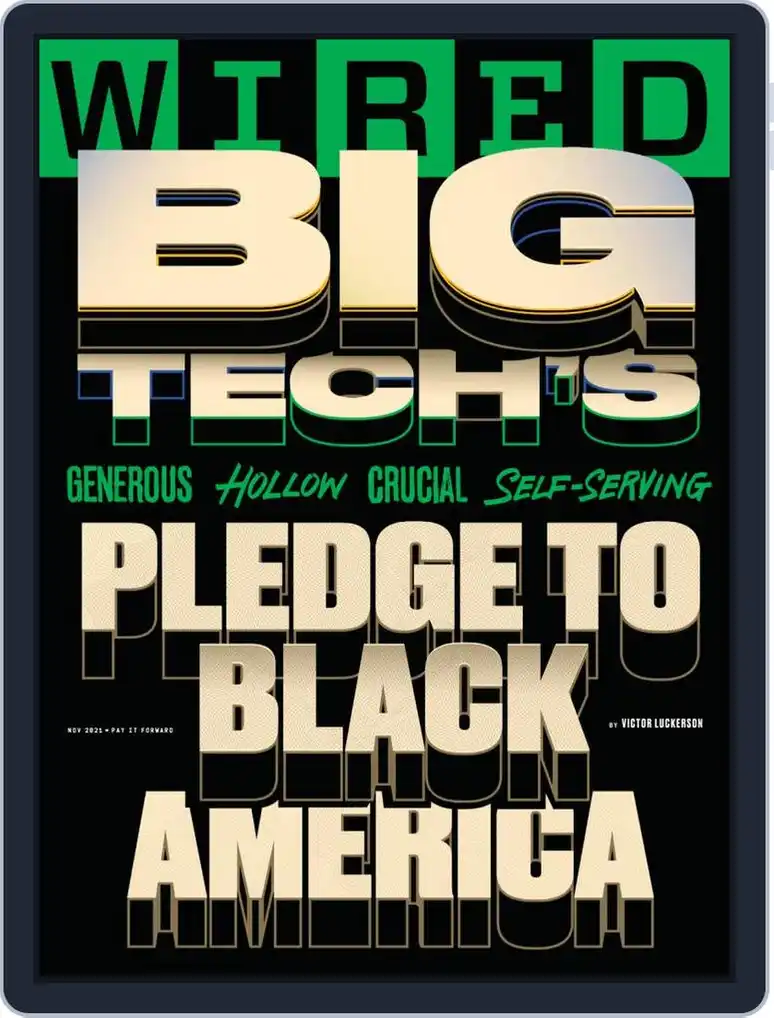 WIRED
BIG
TECH'S
GENEROUS HOLLOW CRUCIAL SELF-SERVING
PLEDGE TO
BLACK
NOV 2021 – PAY IT FORWARD
BY VICTOR LUCKERSON
AMERICA